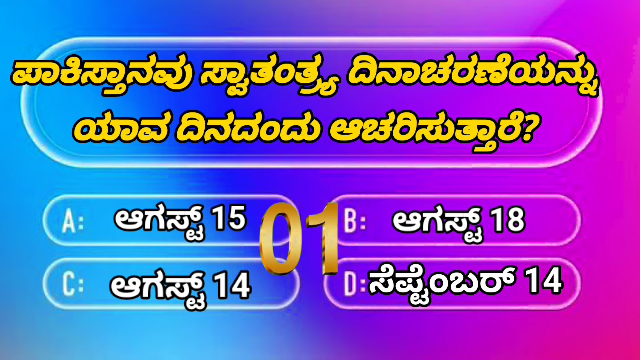 ಪಾಕಿಸ್ತಾನವು ಸ್ವಾತಂತ್ರ್ಯ ದಿನಾಚರಣೆಯನ್ನು
ಯಾವ ದಿನದಂದು ಆಚರಿಸುತ್ತಾರೆ?
A: ಆಗಸ್ಟ್ 15
B: ಆಗಸ್ಟ್ 18
01
C: ಆಗಸ್ಟ್ 14
D: ಸೆಪ್ಟೆಂಬರ್ 14